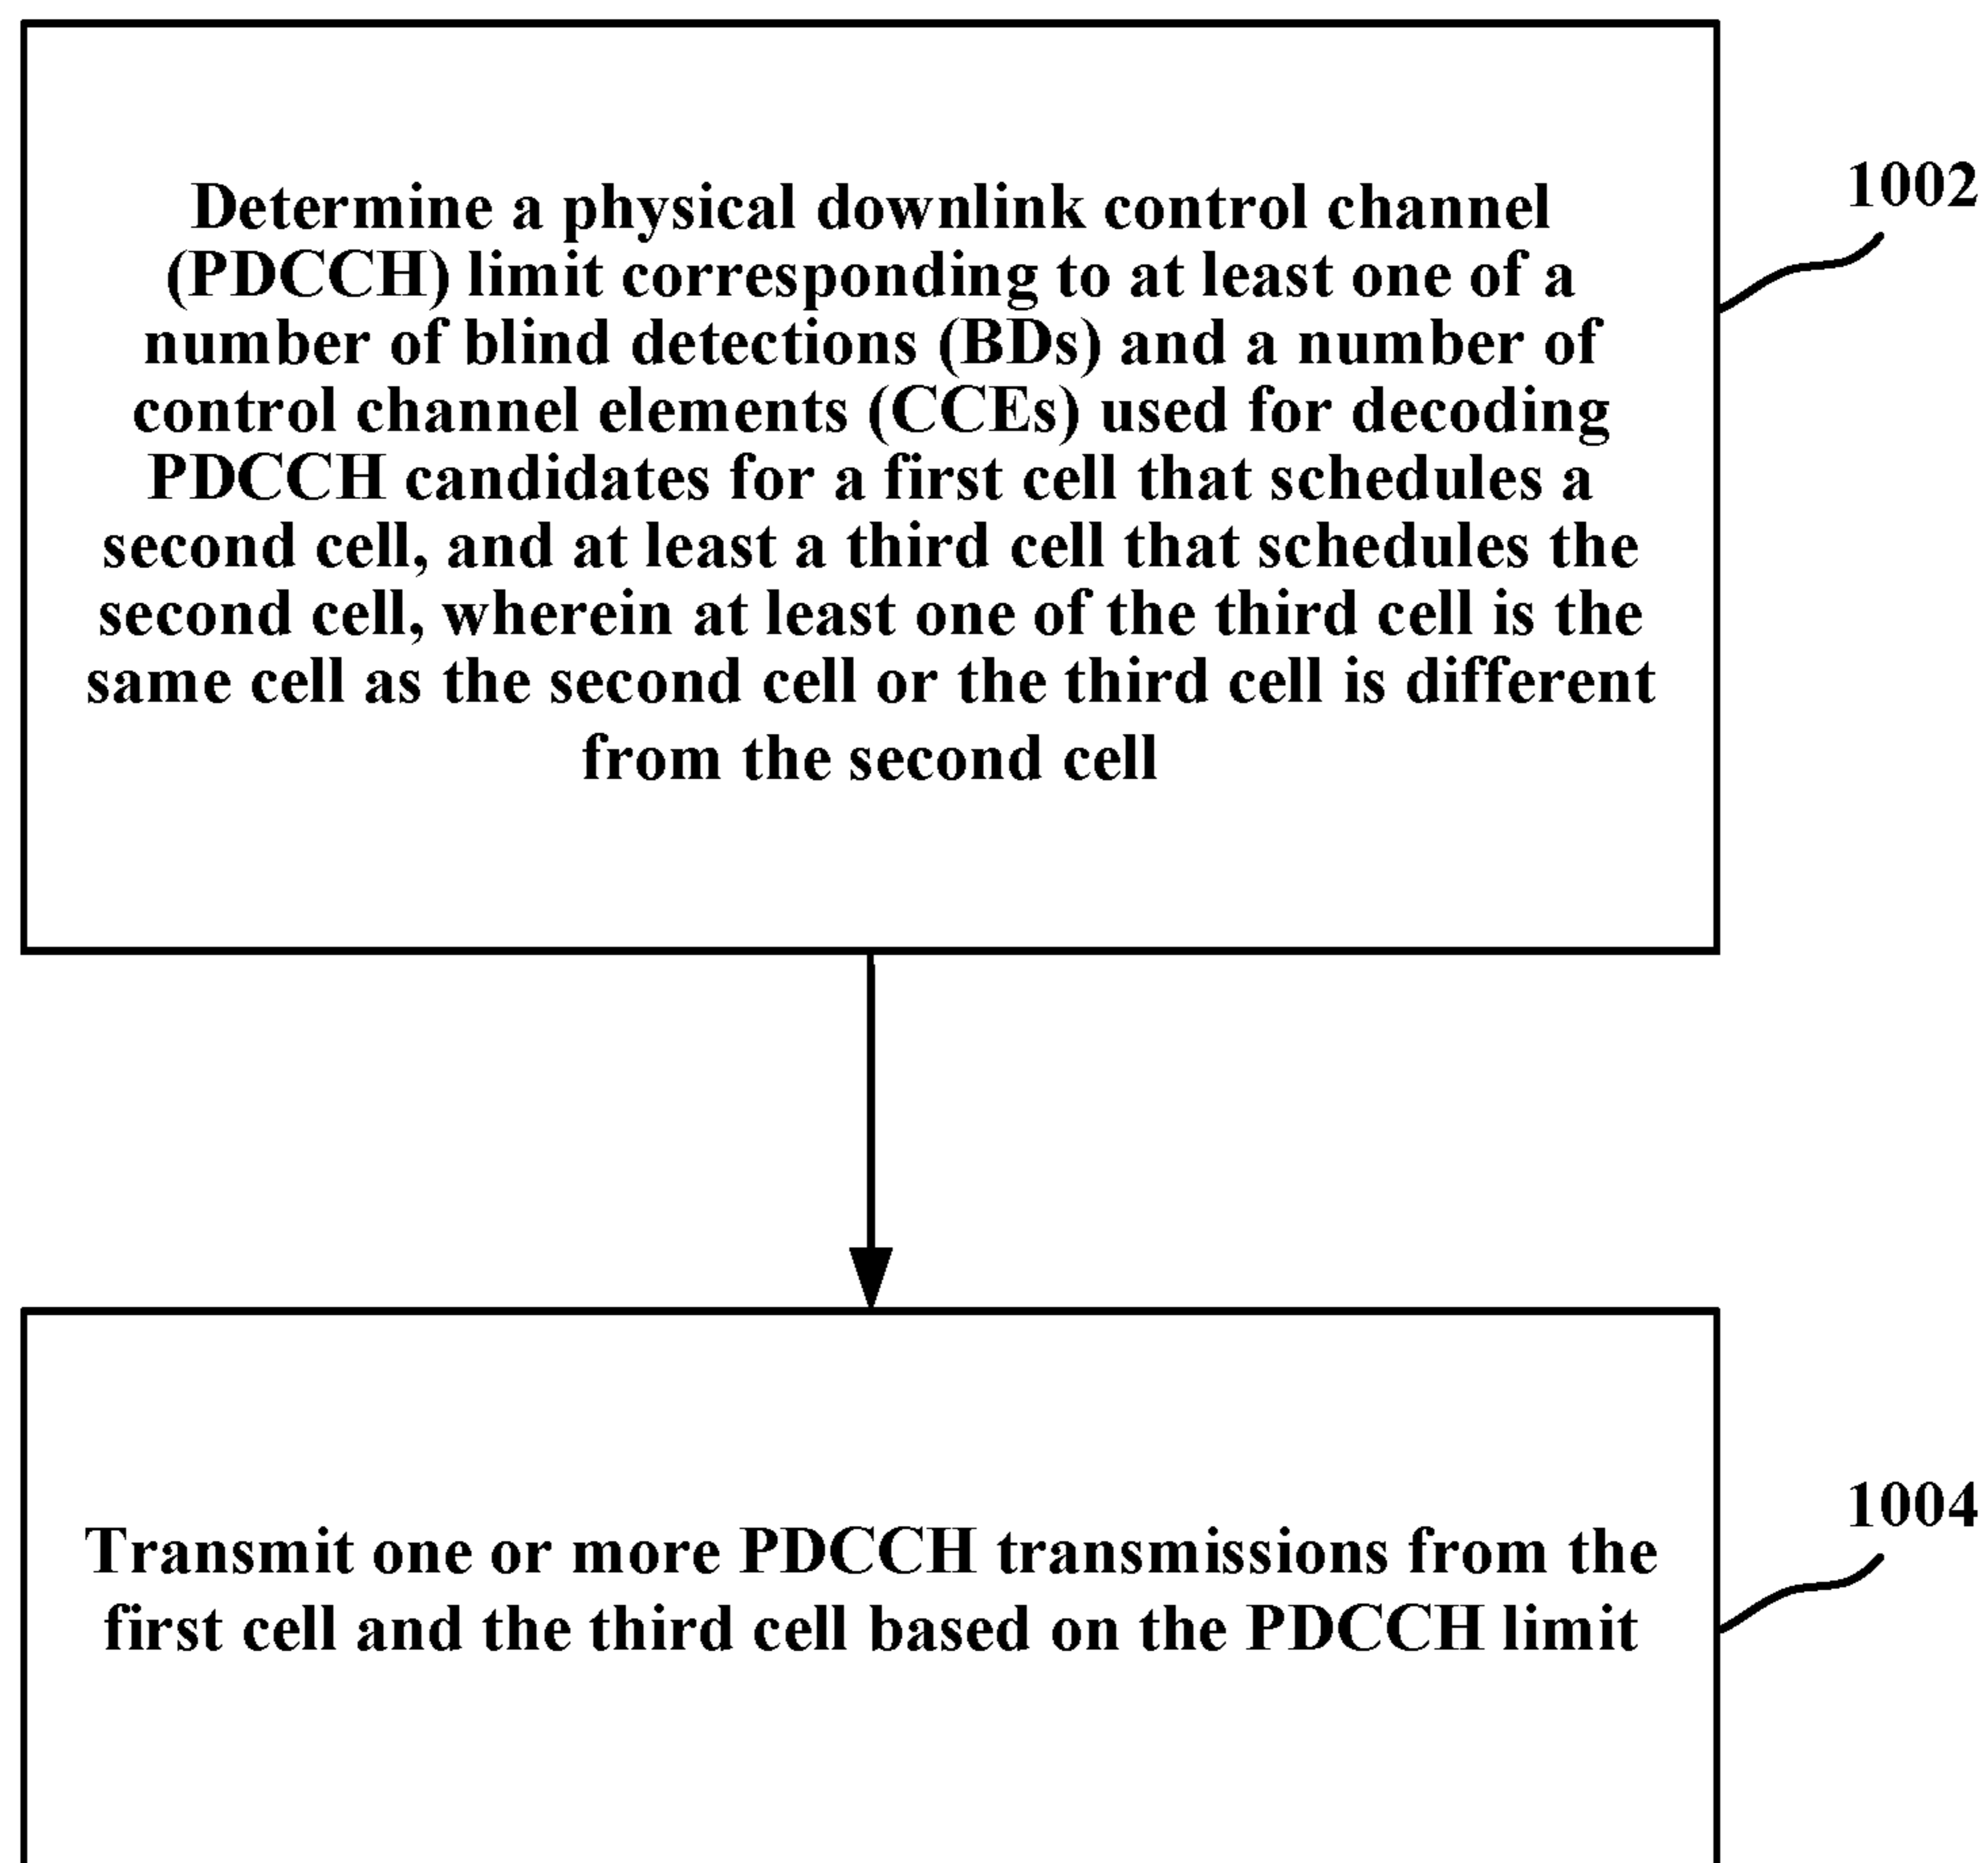 Determine a physical downlink control channel
(PDCCH) limit corresponding to at least one of a
number of blind detections (BDs) and a number of
control channel elements (CCEs) used for decoding
PDCCH candidates for a first cell that schedules a
second cell, and at least a third cell that schedules the
second cell, wherein at least one of the third cell is the
same cell as the second cell or the third cell is different
from the second cell
1002
Transmit one or more PDCCH transmissions from the
first cell and the third cell based on the PDCCH limit
1004